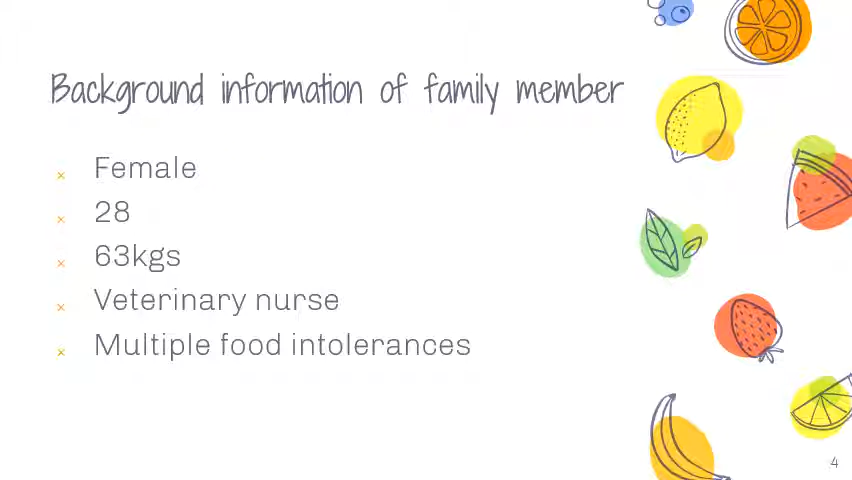 Background information of family member
× Female
× 28
× 63kgs
× Veterinary nurse
× Multiple food intolerances
4